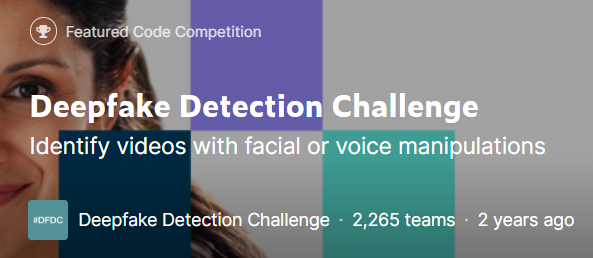 Featured Code Competition
Deepfake Detection Challenge
Identify videos with facial or voice manipulations
#DFDC Deepfake Detection Challenge · 2,265 teams · 2 years ago